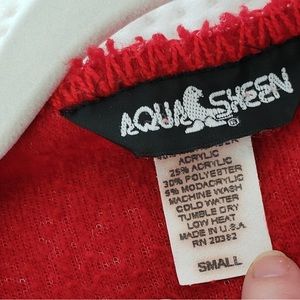 AQUA SHEEN
®
ACRYLIC
25% ACRYLIC
30% POLYESTER
5% MODACRYLIC
MACHINE WASH
COLD WATER
TUMBLE DRY
LOW HEAT
MADE IN U.S.A.
RN 20362
SMALL